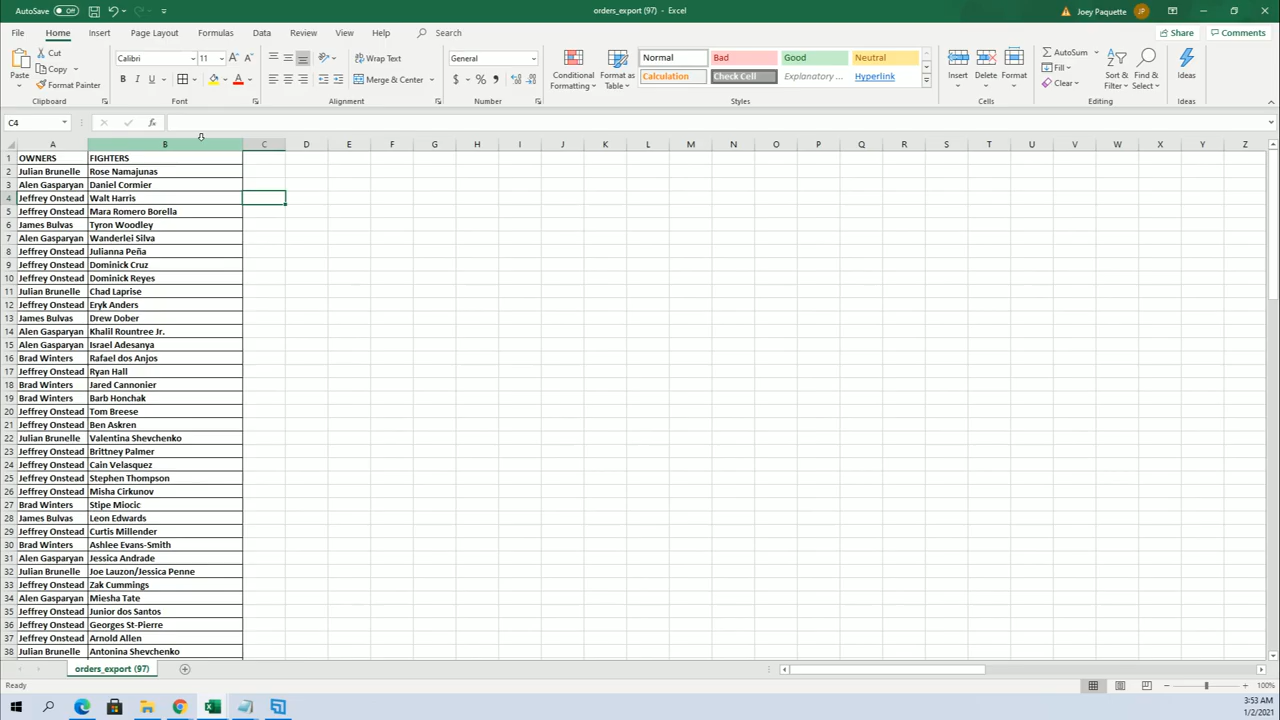 AutoSave Off orders_export (97) - Excel Joey Paquette JP
File Home Insert Page Layout Formulas Data Review View Help Search Share Comments
Paste Cut Copy Format Painter Clipboard
Calibri 11 A A B I U A Font
ab Wrap Text Merge & Center Alignment
General $ % , Number
Conditional Formatting Format as Table
Normal Bad Good Neutral
Calculation Check Cell Explanatory ... Hyperlink
Styles
Insert Delete Format Cells
AutoSum Fill Clear Sort & Filter Find & Select Editing
Ideas Ideas
C4 fx
A B C D E F G H I J K L M N O P Q R S T U V W X Y Z
1 OWNERS FIGHTERS
2 Julian Brunelle Rose Namajunas
3 Alen Gasparyan Daniel Cormier
4 Jeffrey Onstead Walt Harris
5 Jeffrey Onstead Mara Romero Borella
6 James Bulvas Tyron Woodley
7 Alen Gasparyan Wanderlei Silva
8 Jeffrey Onstead Julianna Peña
9 Jeffrey Onstead Dominick Cruz
10 Jeffrey Onstead Dominick Reyes
11 Julian Brunelle Chad Laprise
12 Jeffrey Onstead Eryk Anders
13 James Bulvas Drew Dober
14 Alen Gasparyan Khalil Rountree Jr.
15 Alen Gasparyan Israel Adesanya
16 Brad Winters Rafael dos Anjos
17 Jeffrey Onstead Ryan Hall
18 Brad Winters Jared Cannonier
19 Brad Winters Barb Honchak
20 Jeffrey Onstead Tom Breese
21 Jeffrey Onstead Ben Askren
22 Julian Brunelle Valentina Shevchenko
23 Jeffrey Onstead Brittney Palmer
24 Jeffrey Onstead Cain Velasquez
25 Jeffrey Onstead Stephen Thompson
26 Jeffrey Onstead Misha Cirkunov
27 Brad Winters Stipe Miocic
28 James Bulvas Leon Edwards
29 Jeffrey Onstead Curtis Millender
30 Brad Winters Ashlee Evans-Smith
31 Alen Gasparyan Jessica Andrade
32 Julian Brunelle Joe Lauzon/Jessica Penne
33 Jeffrey Onstead Zak Cummings
34 Alen Gasparyan Miesha Tate
35 Jeffrey Onstead Junior dos Santos
36 Jeffrey Onstead Georges St-Pierre
37 Jeffrey Onstead Arnold Allen
38 Julian Brunelle Antonina Shevchenko
orders_export (97)
Ready 100%
3:53 AM
1/2/2021